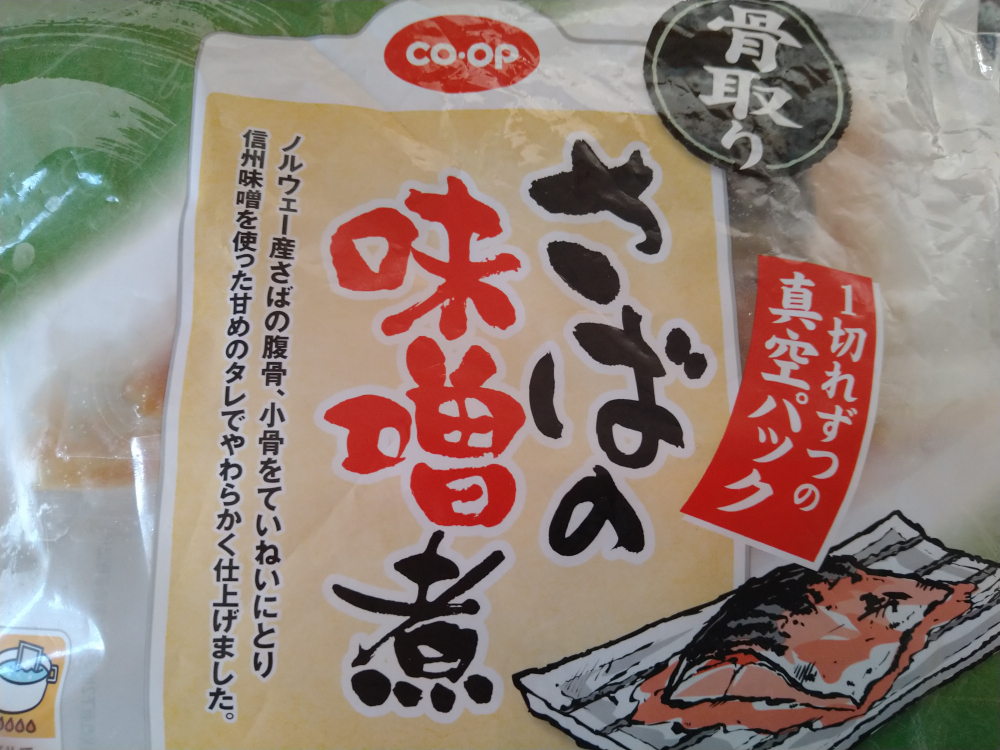 CO·OP
骨取り
さばの
味噌煮
1切れずつの
真空パック
ノルウェー産さばの腹骨、小骨をていねいにとり
信州味噌を使った甘めのタレでやわらかく仕上げました。